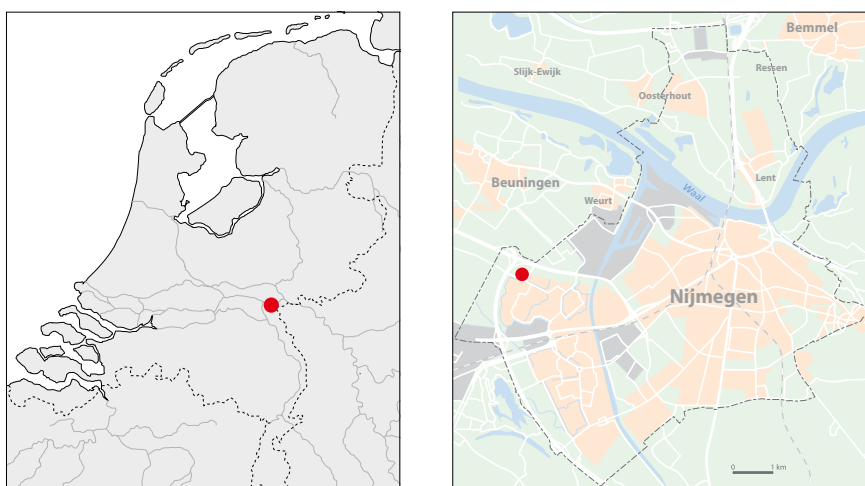 Bemmel
Ressen
Slijk-Ewijk
Oosterhout
Lent
Beuningen
Waal
Weurt
Nijmegen
0 1 km